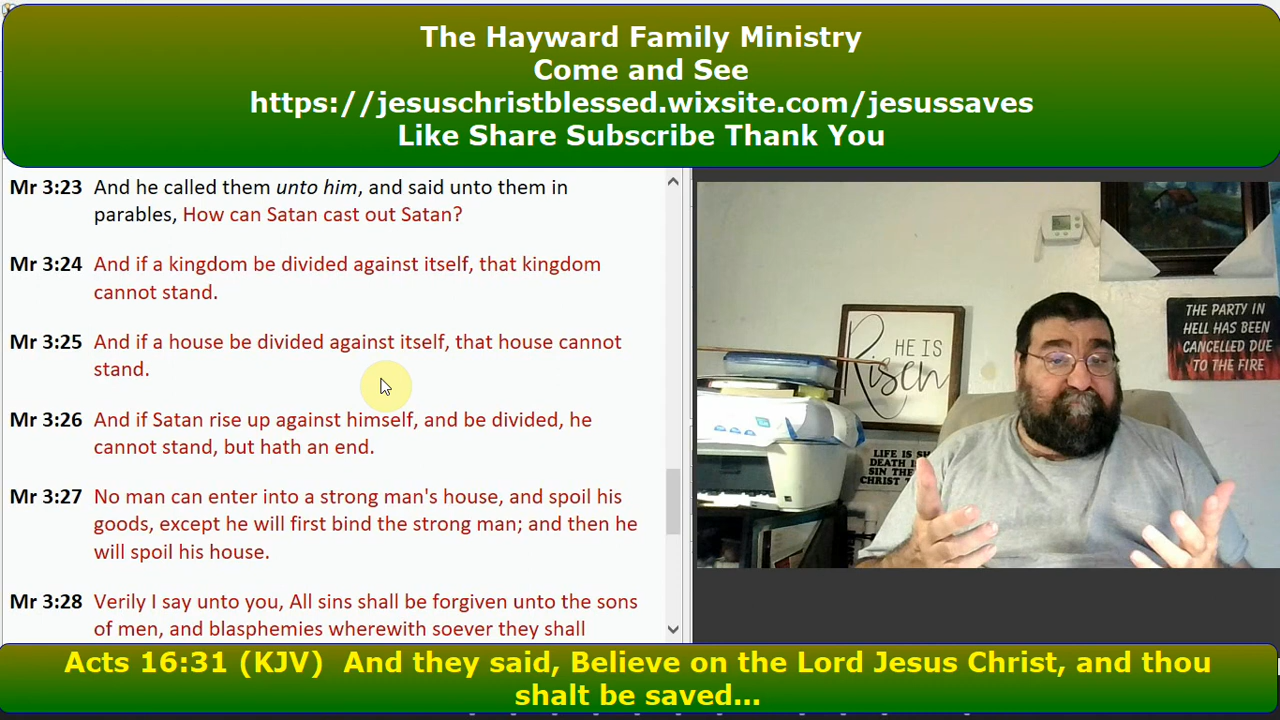 The Hayward Family Ministry
Come and See
https://jesuschristblessed.wixsite.com/jesussaves
Like Share Subscribe Thank You
Mr 3:23 And he called them unto him, and said unto them in
parables, How can Satan cast out Satan?
Mr 3:24 And if a kingdom be divided against itself, that kingdom
cannot stand.
Mr 3:25 And if a house be divided against itself, that house cannot
stand.
Mr 3:26 And if Satan rise up against himself, and be divided, he
cannot stand, but hath an end.
Mr 3:27 No man can enter into a strong man's house, and spoil his
goods, except he will first bind the strong man; and then he
will spoil his house.
Mr 3:28 Verily I say unto you, All sins shall be forgiven unto the sons
of men, and blasphemies wherewith soever they shall
HE IS
Risen
THE PARTY IN
HELL HAS BEEN
CANCELLED DUE
TO THE FIRE
LIFE IS
DEATH IS
SIN THE
CHRIST
Acts 16:31 (KJV) And they said, Believe on the Lord Jesus Christ, and thou
shalt be saved...